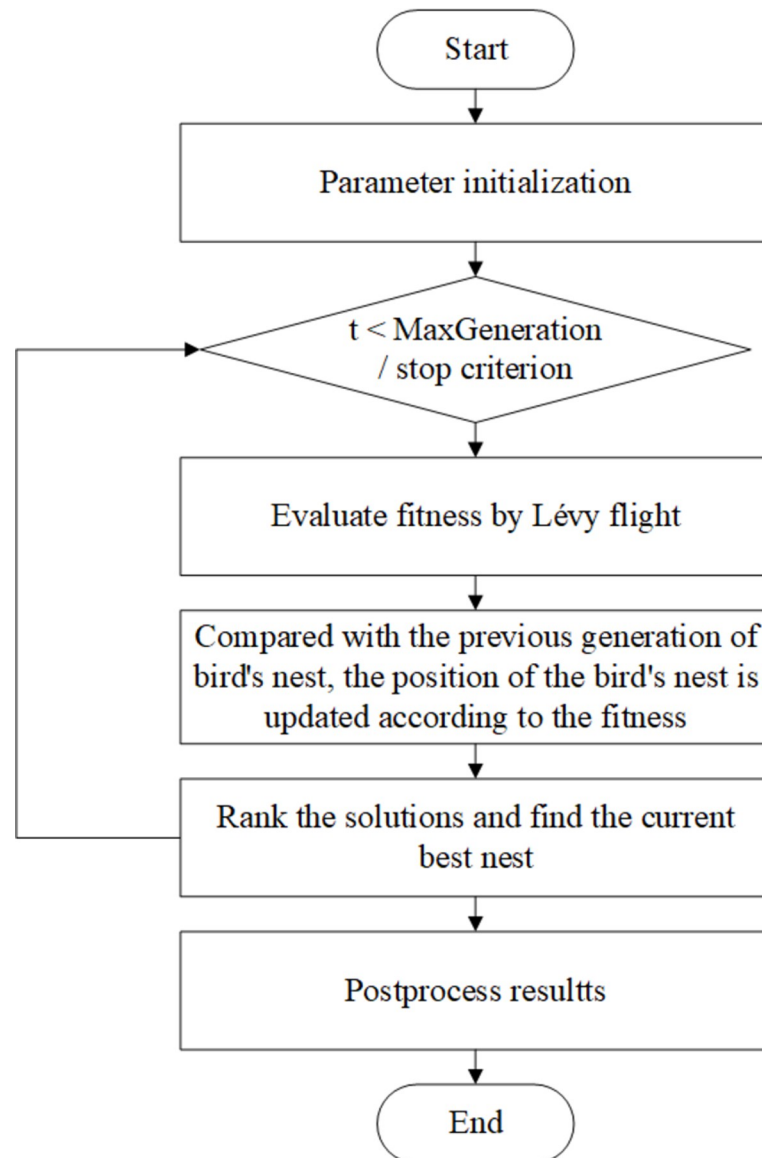 Start
Parameter initialization
t < MaxGeneration
/ stop criterion
Evaluate fitness by Lévy flight
Compared with the previous generation of
bird's nest, the position of the bird's nest is
updated according to the fitness
Rank the solutions and find the current
best nest
Postprocess resultts
End